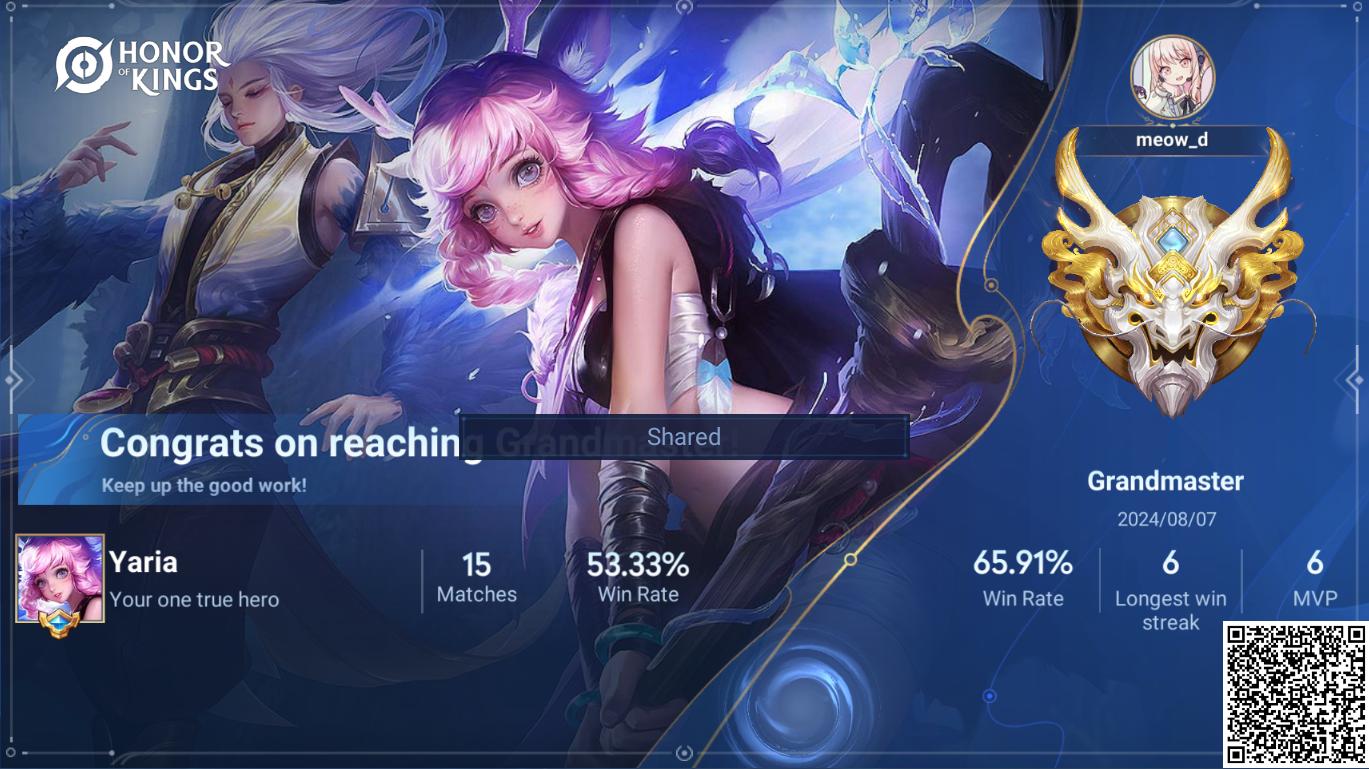 HONOR
OF
KINGS
meow_d
Congrats on reaching Grandmaster!
Shared
Keep up the good work!
Grandmaster
2024/08/07
Yaria
Your one true hero
15
Matches
53.33%
Win Rate
65.91%
Win Rate
6
Longest win
streak
6
MVP